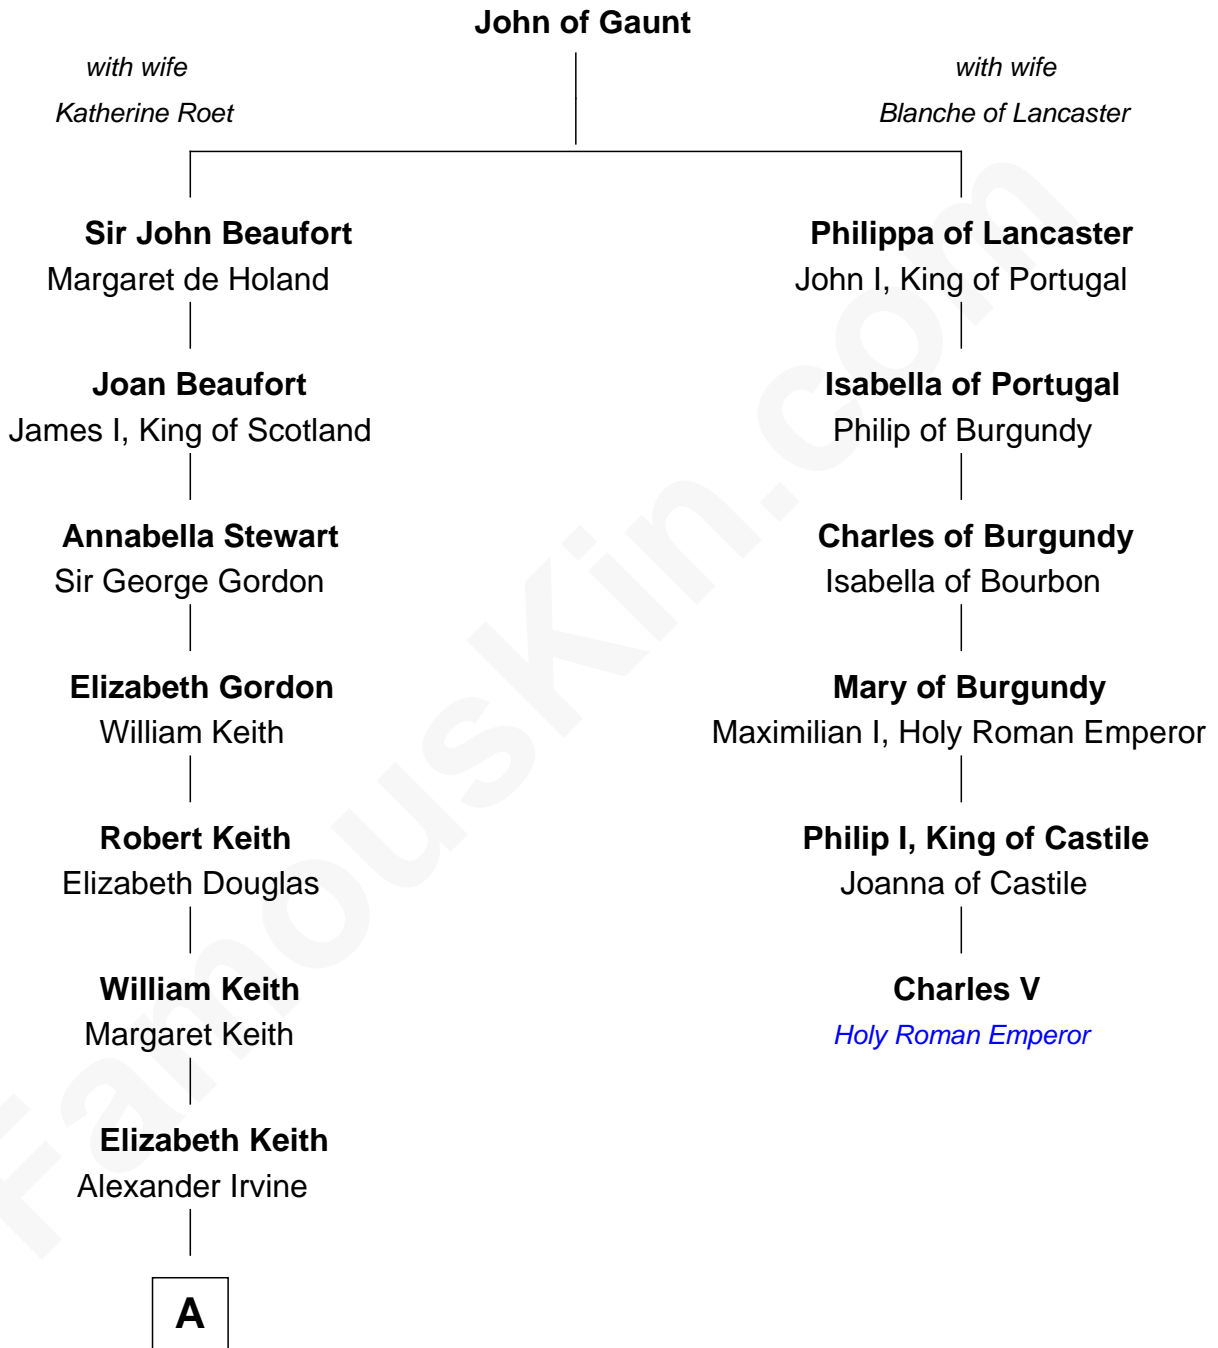 John of Gaunt
with wife
Katherine Roet
with wife
Blanche of Lancaster
Sir John Beaufort
Margaret de Holand
Philippa of Lancaster
John I, King of Portugal
Joan Beaufort
James I, King of Scotland
Isabella of Portugal
Philip of Burgundy
Annabella Stewart
Sir George Gordon
Charles of Burgundy
Isabella of Bourbon
Elizabeth Gordon
William Keith
Mary of Burgundy
Maximilian I, Holy Roman Emperor
Robert Keith
Elizabeth Douglas
Philip I, King of Castile
Joanna of Castile
William Keith
Margaret Keith
Charles V
Holy Roman Emperor
Elizabeth Keith
Alexander Irvine
A
FamousKin.com